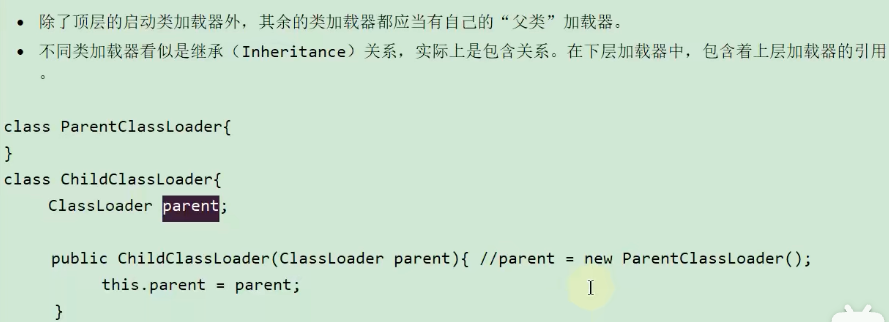 • 除了顶层的启动类加载器外，其余的类加载器都应当有自己的“父类”加载器。
• 不同类加载器看似是继承（Inheritance）关系，实际上是包含关系。在下层加载器中，包含着上层加载器的引用
。
class ParentClassLoader{
}
class ChildClassLoader{
ClassLoader parent;
public ChildClassLoader(ClassLoader parent){ //parent = new ParentClassLoader();
this.parent = parent;
}